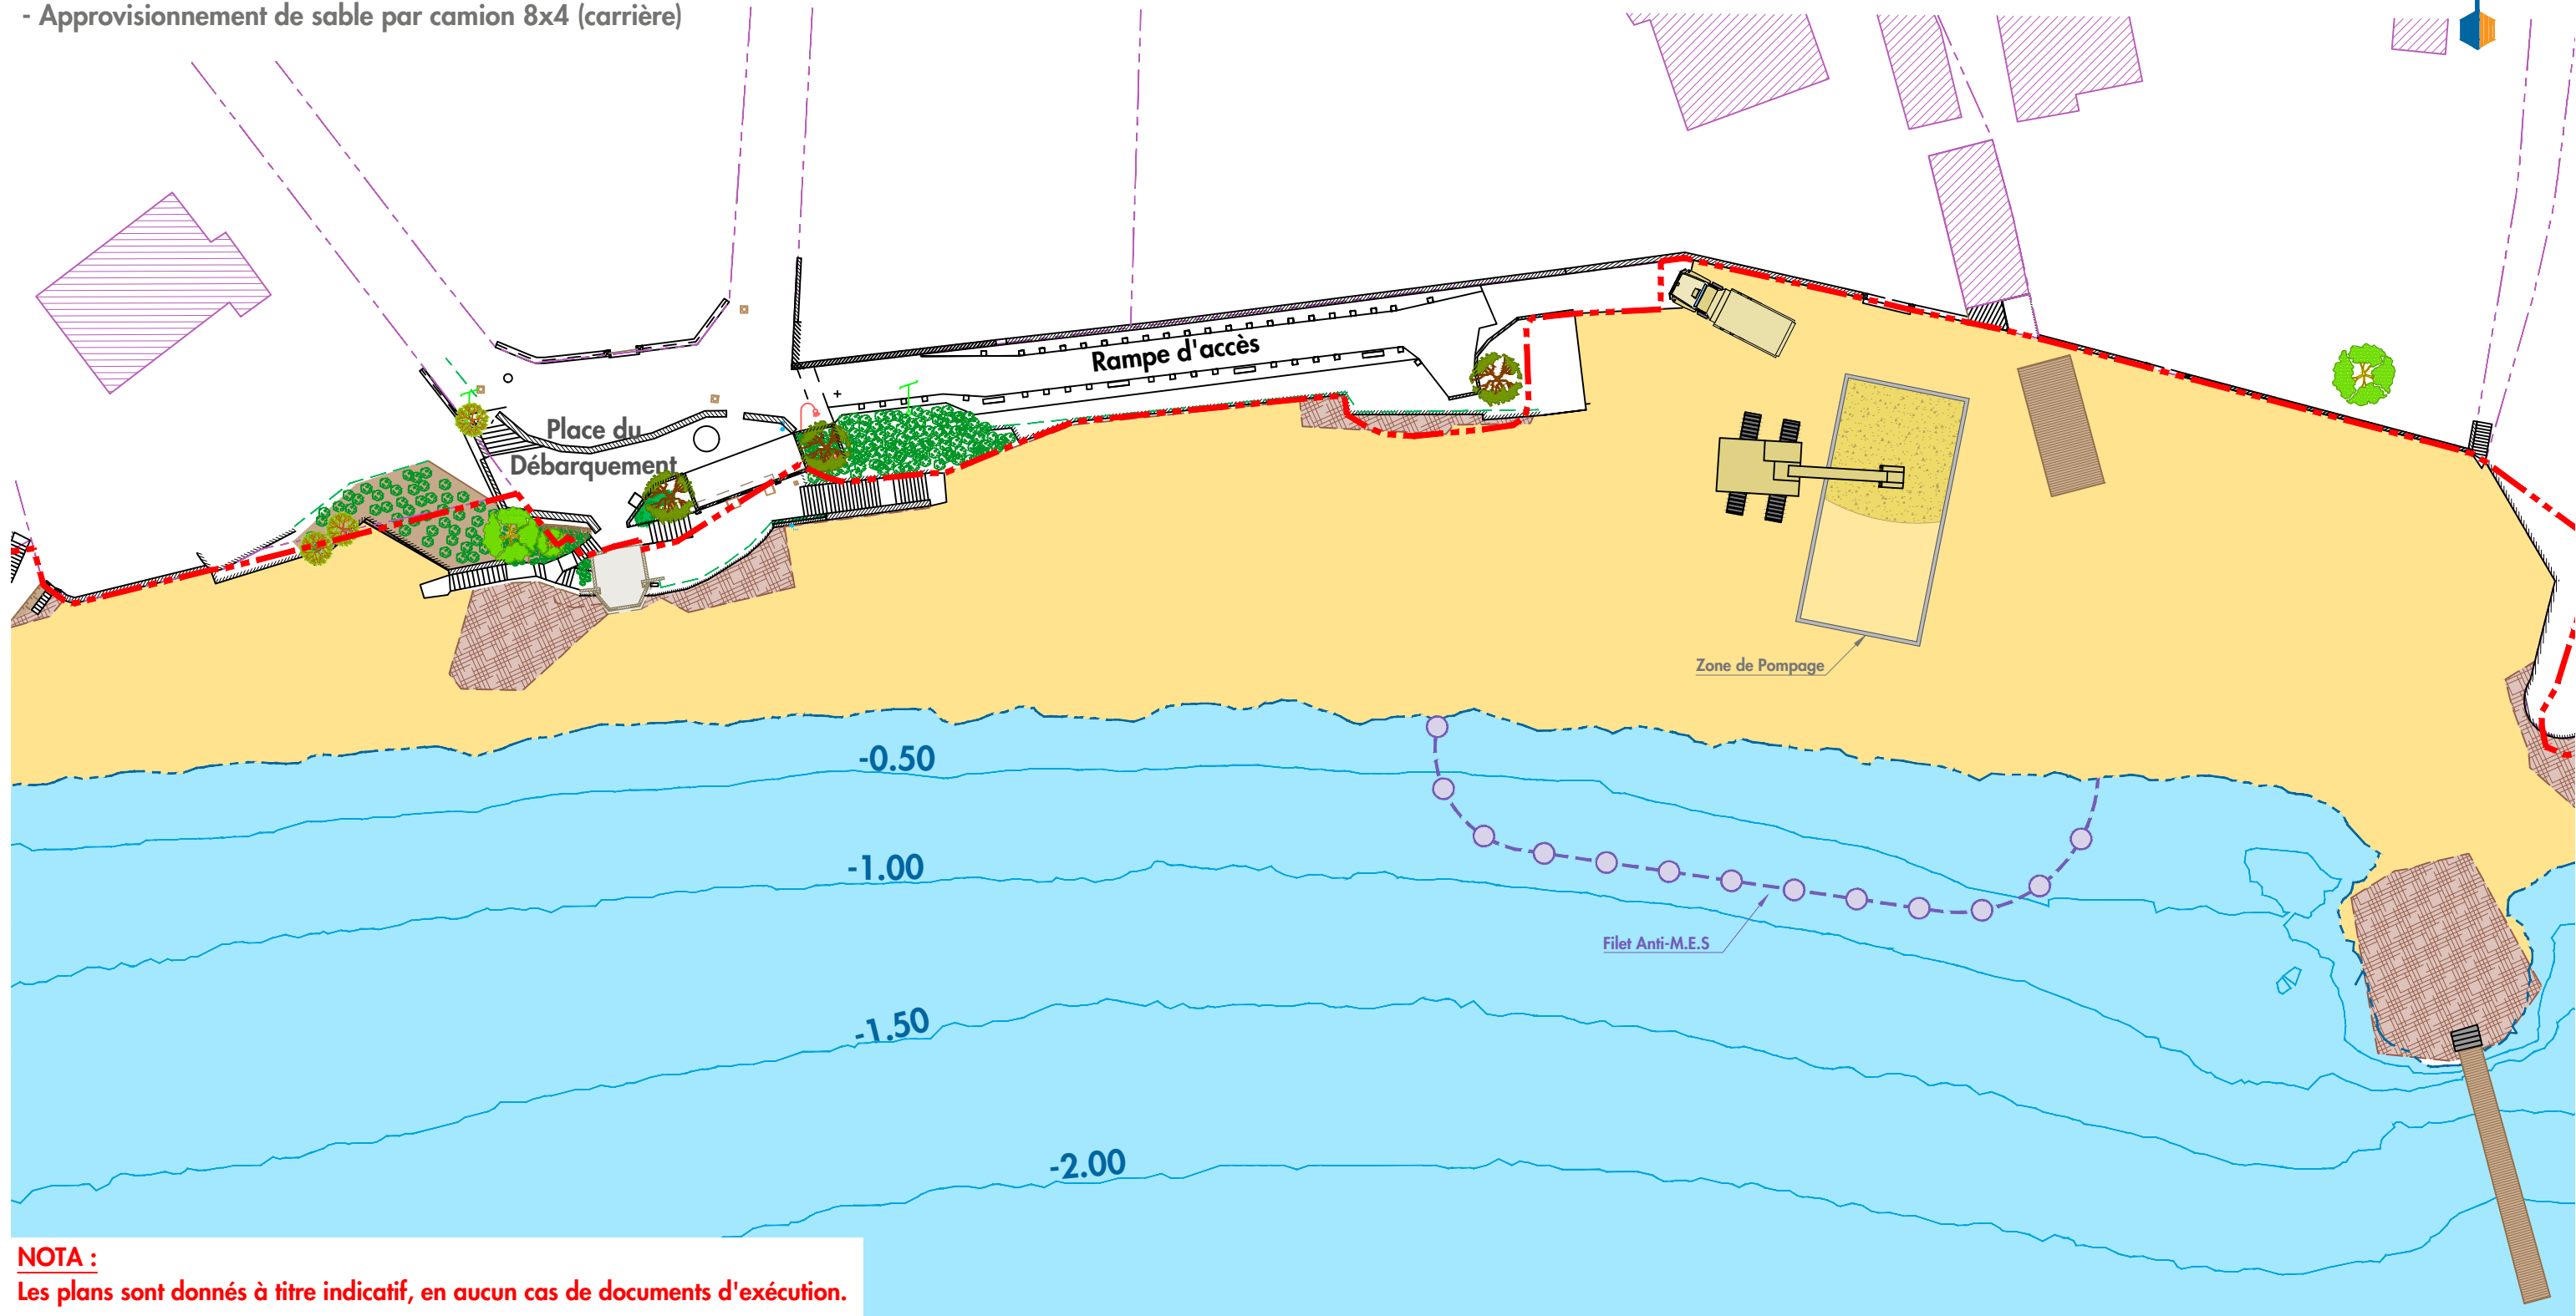 - Approvisionnement de sable par camion 8x4 (carrière)
Rampe d'accès
Place du
Débarquement
Zone de Pompage
-0.50
-1.00
Filet Anti-M.E.S
-1.50
-2.00
NOTA :
Les plans sont donnés à titre indicatif, en aucun cas de documents d'exécution.